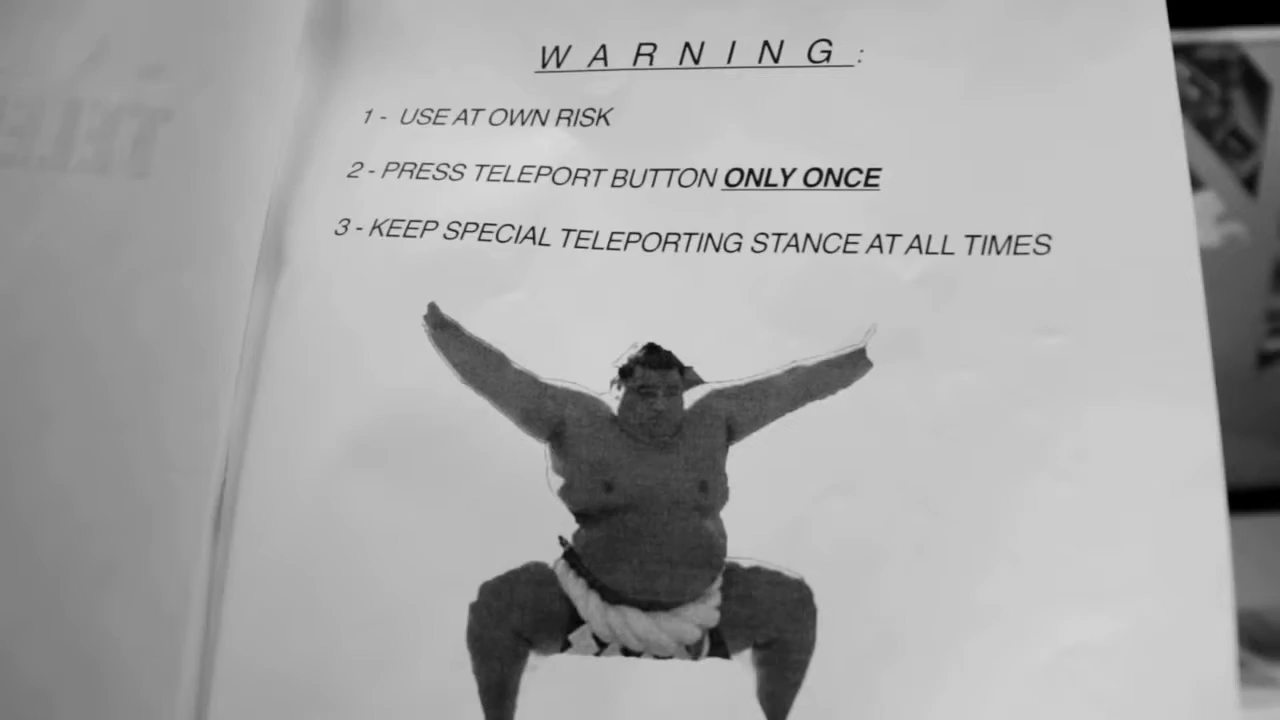 WARNING:
1 - USE AT OWN RISK
2 - PRESS TELEPORT BUTTON ONLY ONCE
3 - KEEP SPECIAL TELEPORTING STANCE AT ALL TIMES